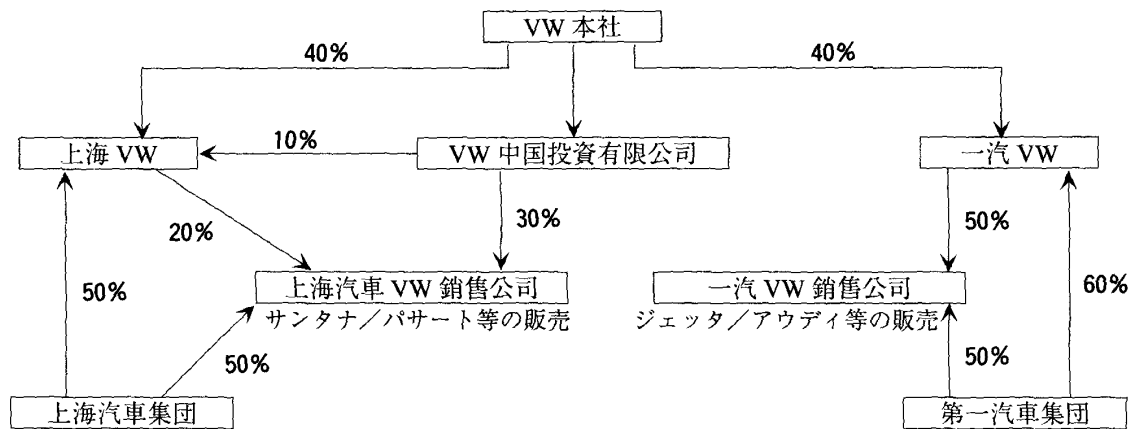 VW 本社
40%
40%
上海 VW
10%
VW 中国投資有限公司
一汽 VW
20%
30%
50%
50%
上海汽車 VW 銷售公司
一汽 VW 銷售公司
60%
サンタナ／パサート等の販売
ジェッタ／アウディ等の販売
50%
50%
上海汽車集団
第一汽車集団